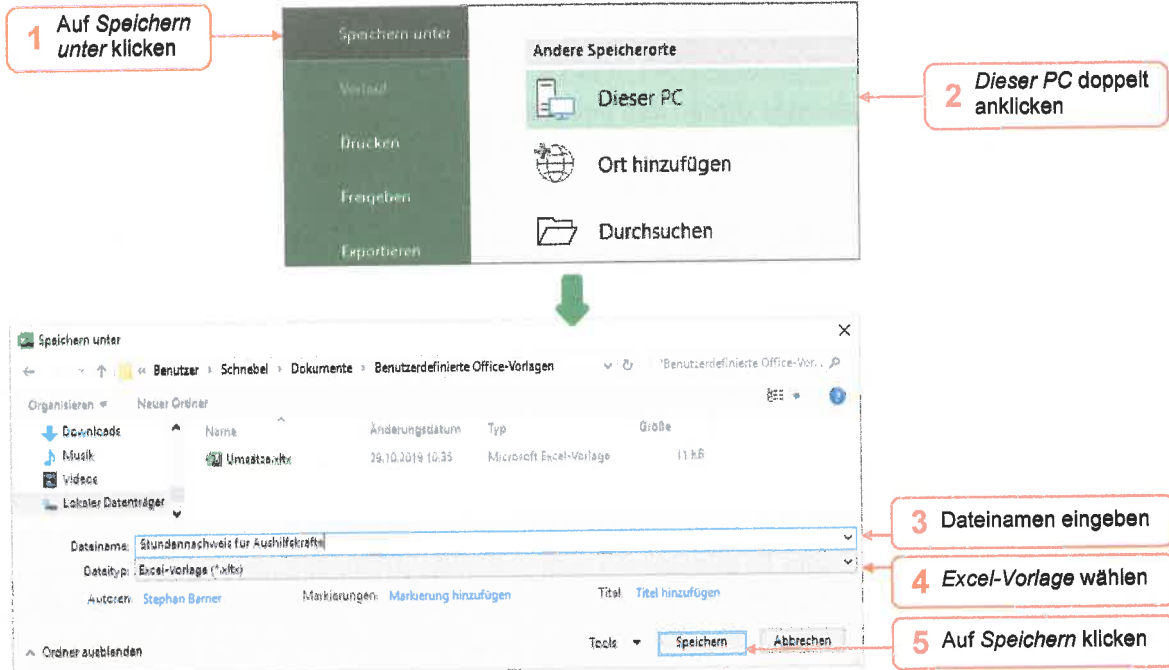 1 Auf Speichern
unter klicken
Speichern unter
Verlauf
Drucken
Freigeben
Exportieren
Andere Speicherorte
Dieser PC
Ort hinzufügen
Durchsuchen
2 Dieser PC doppelt
anklicken
Speichern unter
« Benutzer › Schnebel › Dokumente › Benutzerdefinierte Office-Vorlagen
"Benutzerdefinierte Office-Vor...
Organisieren Neuer Ordner
Downloads
Musik
Videos
Lokaler Datenträger
Name Änderungsdatum Typ Größe
Umsätze.xltx 29.10.2019 10:35 Microsoft Excel-Vorlage 11 KB
Dateiname: Stundennachweis für Aushilfskräfte
Dateityp: Excel-Vorlage (*.xltx)
Autoren: Stephan Barner Markierungen: Markierung hinzufügen Titel: Titel hinzufügen
Ordner ausblenden Tools Speichern Abbrechen
3 Dateinamen eingeben
4 Excel-Vorlage wählen
5 Auf Speichern klicken